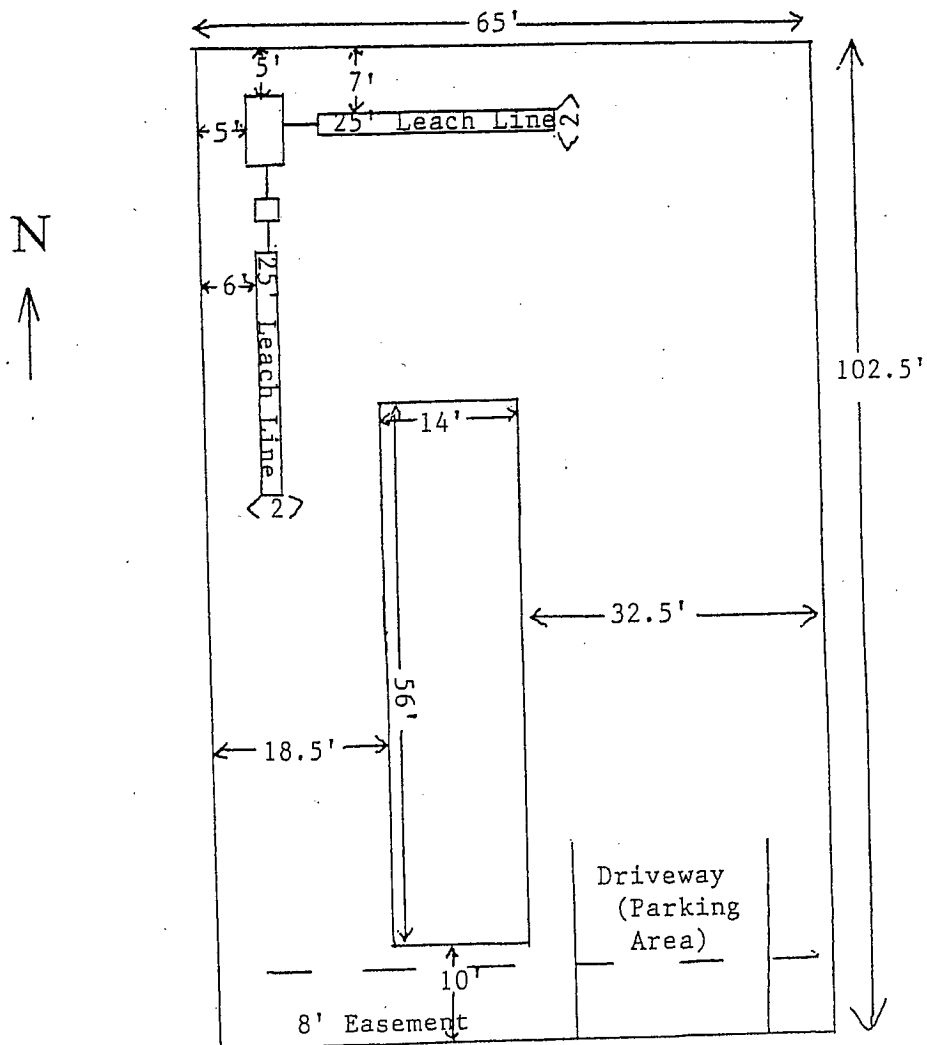 65'
5'
7'
5'
25' Leach Line
2
N
6'
25' Leach Line
2
102.5'
14'
32.5'
56'
18.5'
Driveway
(Parking
Area)
10'
8' Easement